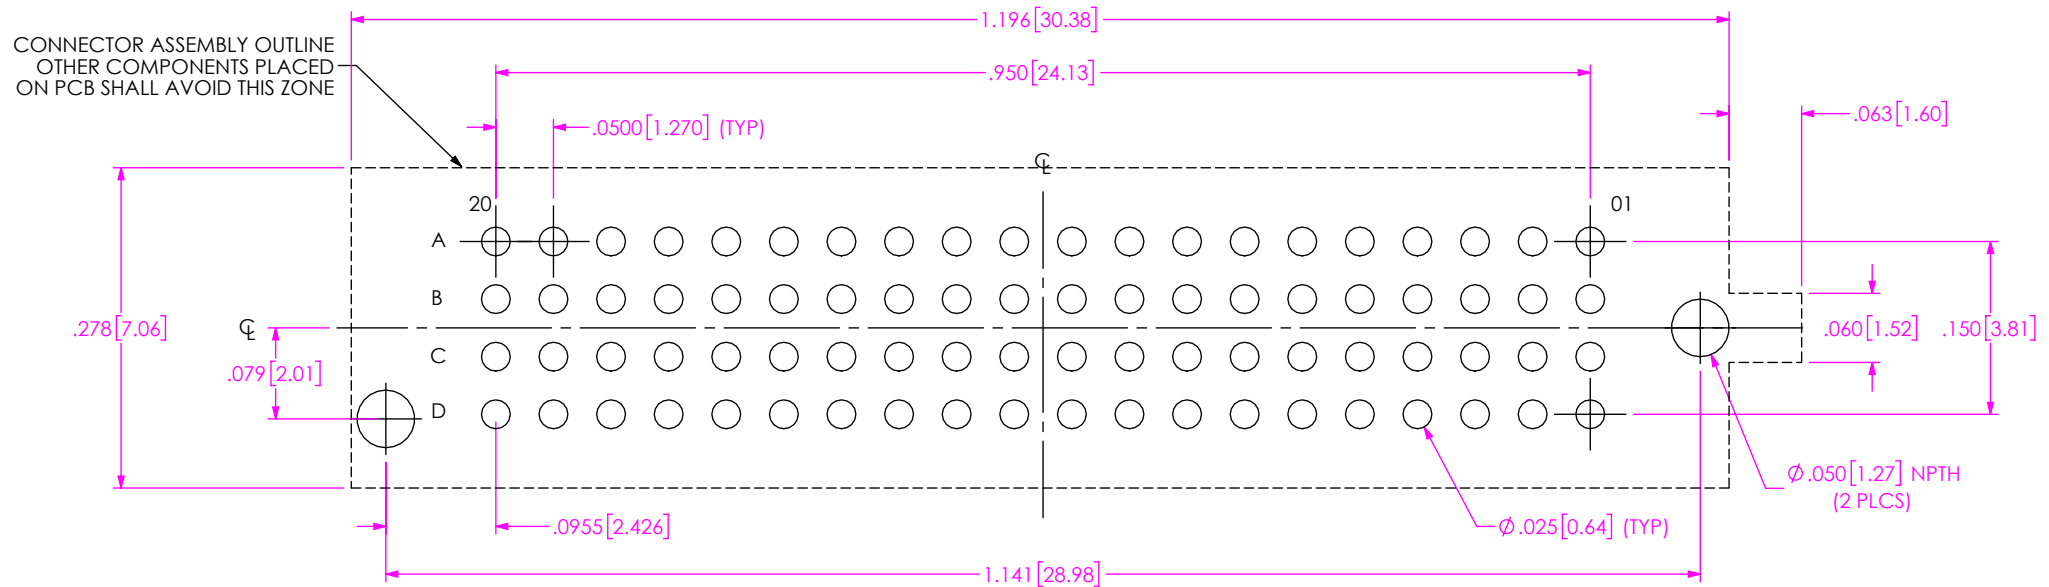 1.196[30.38]
CONNECTOR ASSEMBLY OUTLINE
OTHER COMPONENTS PLACED
ON PCB SHALL AVOID THIS ZONE
.950[24.13]
.0500[1.270] (TYP)
.063[1.60]
℄
20
01
A
B
.278[7.06]
℄
.060[1.52]
.150[3.81]
C
.079[2.01]
D
Ø.050[1.27] NPTH
(2 PLCS)
.0955[2.426]
Ø.025[0.64] (TYP)
1.141[28.98]